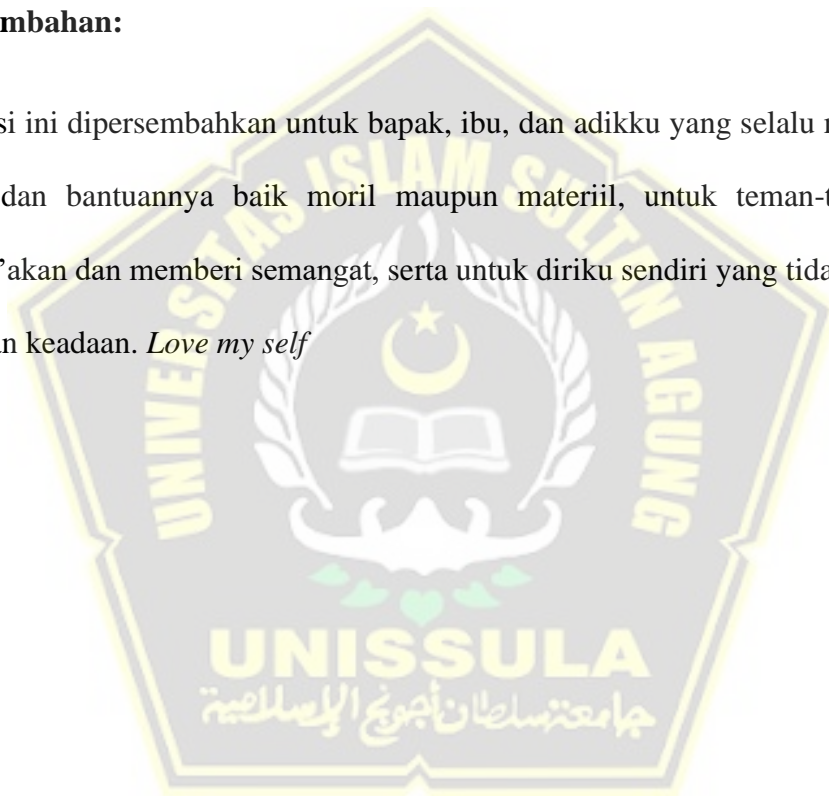 mbahan:
si ini dipersembahkan untuk bapak, ibu, dan adikku yang selalu
dan bantuannya baik moril maupun materiil, untuk teman-t
'akan dan memberi semangat, serta untuk diriku sendiri yang tida
n keadaan. Love my self
UNIVERSITAS ISLAM SULTAN AGUNG
UNISSULA
جامعتسلطان أجونج الإسلامية